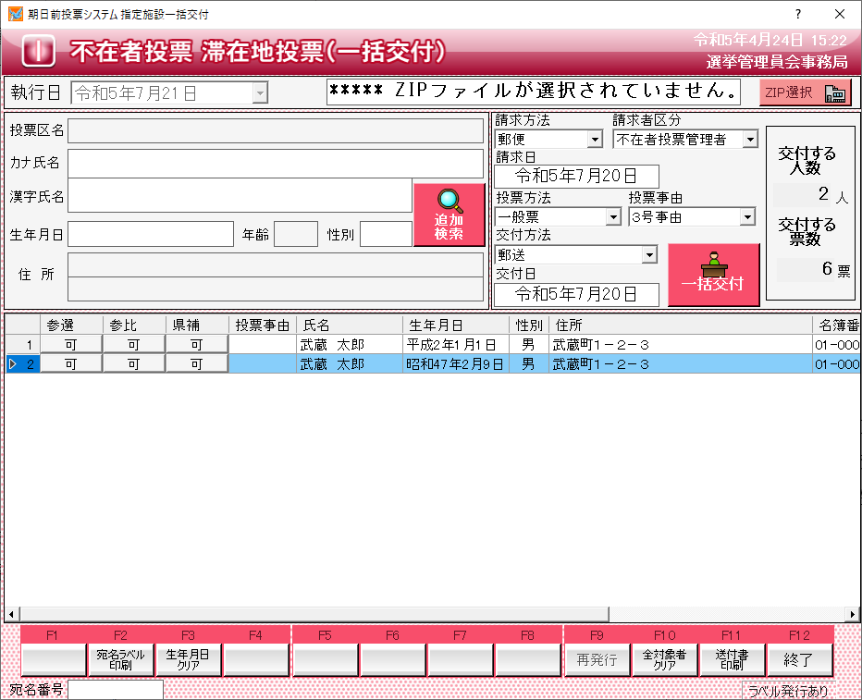 期日前投票システム 指定施設一括交付
不在者投票 滞在地投票(一括交付)
令和5年4月24日 15:22
選挙管理員会事務局
執行日 令和5年7月21日
***** ZIPファイルが選択されていません。
ZIP選択
投票区名
カナ氏名
漢字氏名
生年月日 年齢 性別
住 所
追加
検索
請求方法 請求者区分
郵便 不在者投票管理者
請求日
令和5年7月20日
投票方法 投票事由
一般票 3号事由
交付方法
郵送
交付日
令和5年7月20日
一括交付
交付する
人数
2 人
交付する
票数
6 票
参選 参比 県補 投票事由 氏名 生年月日 性別 住所 名簿番
1 可 可 可 武蔵 太郎 平成2年1月1日 男 武蔵町1-2-3 01-000
2 可 可 可 武蔵 太郎 昭和47年2月9日 男 武蔵町1-2-3 01-000
F1 F2 F3 F4 F5 F6 F7 F8 F9 F10 F11 F12
宛名ラベル
印刷
生年月日
クリア
再発行
全対象者
クリア
送付書
印刷
終了
宛名番号
ラベル発行あり